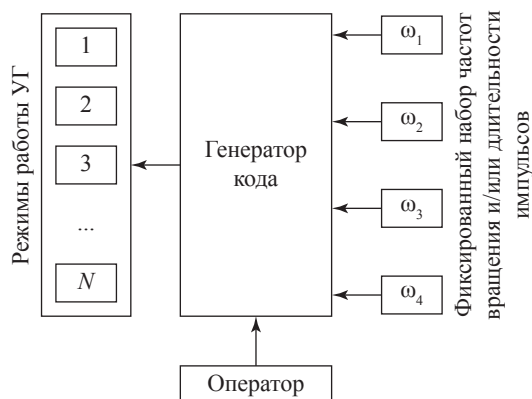 Режимы работы УГ
1
2
3
...
N
Генератор
кода
Оператор
ω1
ω2
ω3
ω4
Фиксированный набор частот
вращения и/или длительности
импульсов